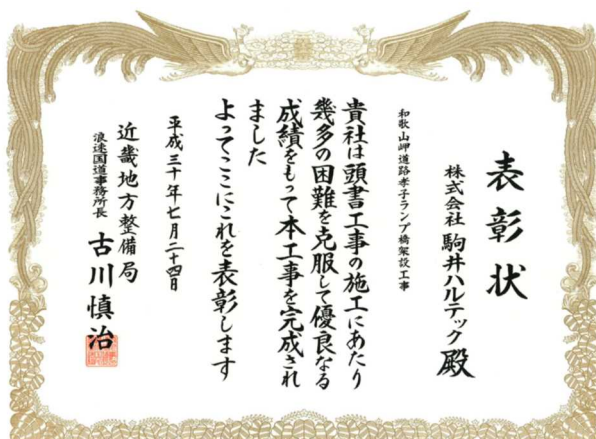 表彰状
株式会社 駒井ハルテック 殿
和歌山岬道路孝子ランプ橋架設工事
貴社は頭書工事の施工にあたり
幾多の困難を克服して優良なる
成績をもって本工事を完成され
ました
よってここにこれを表彰します
平成三十年七月二十四日
近畿地方整備局
浪速国道事務所長 古川慎治